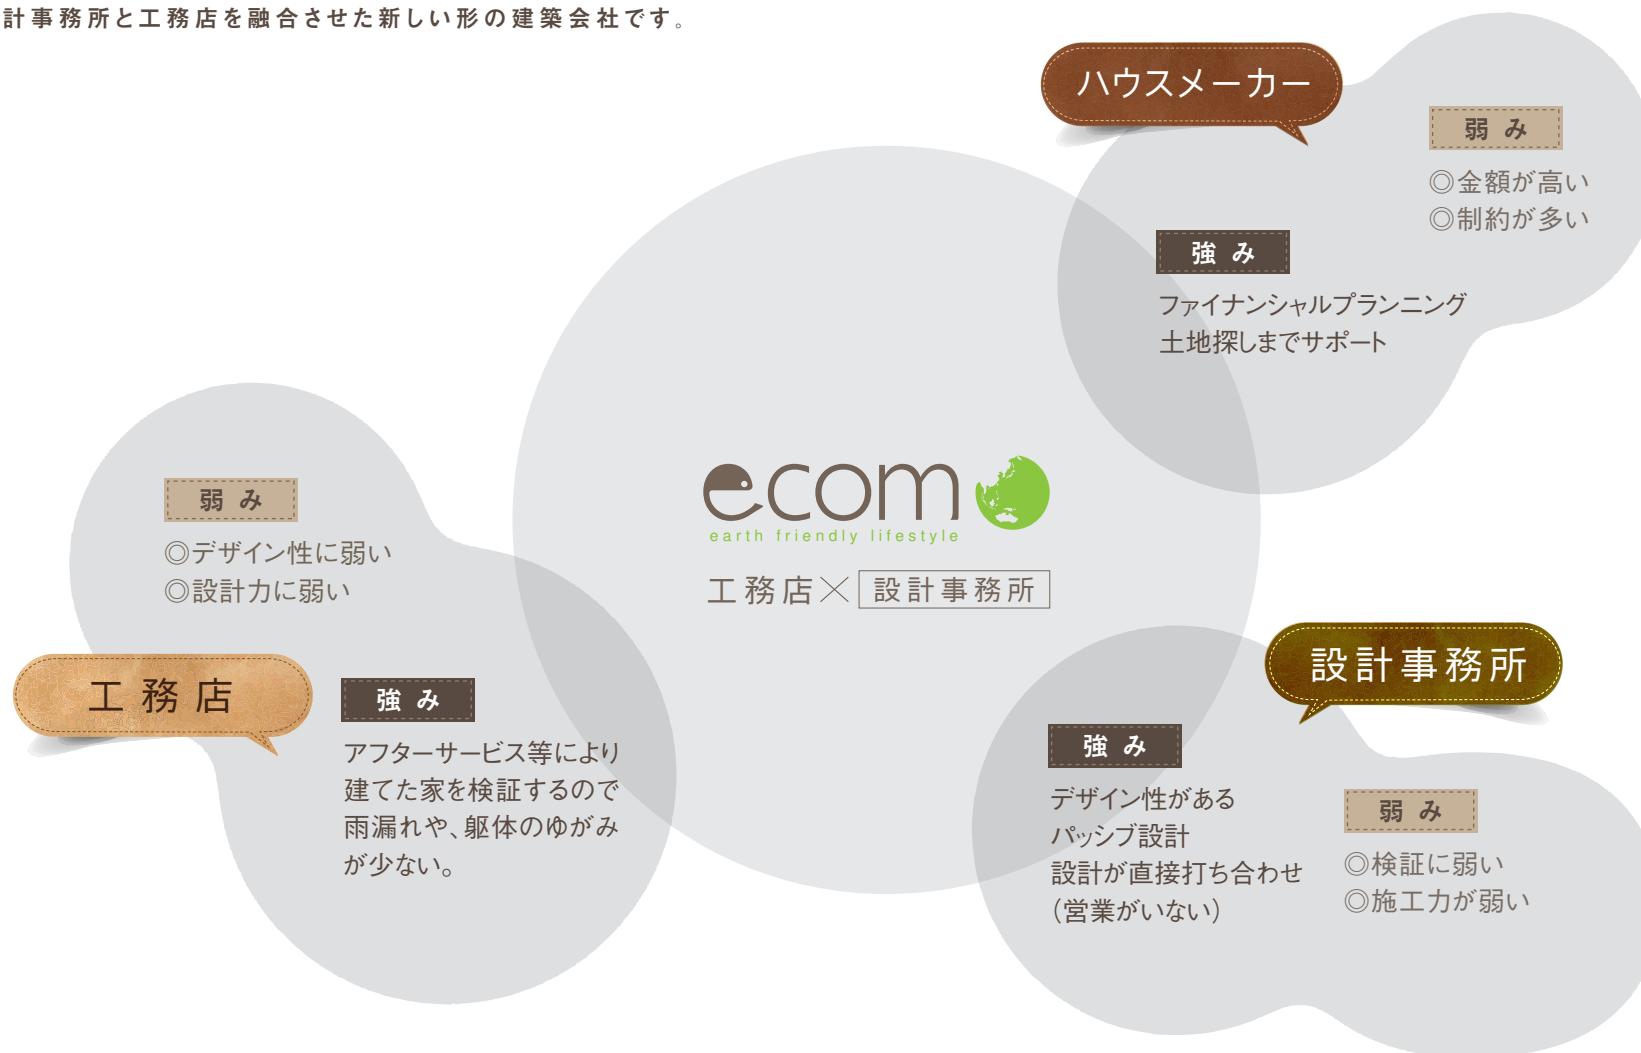 計事務所と工務店を融合させた新しい形の建築会社です。
ハウスメーカー
弱み
◎金額が高い
◎制約が多い
強み
ファイナンシャルプランニング
土地探しまでサポート
ecomo
earth friendly lifestyle
工務店×設計事務所
弱み
◎デザイン性に弱い
◎設計力に弱い
工務店
強み
アフターサービス等により
建てた家を検証するので
雨漏れや、躯体のゆがみ
が少ない。
設計事務所
強み
デザイン性がある
パッシブ設計
設計が直接打ち合わせ
（営業がいない）
弱み
◎検証に弱い
◎施工力が弱い